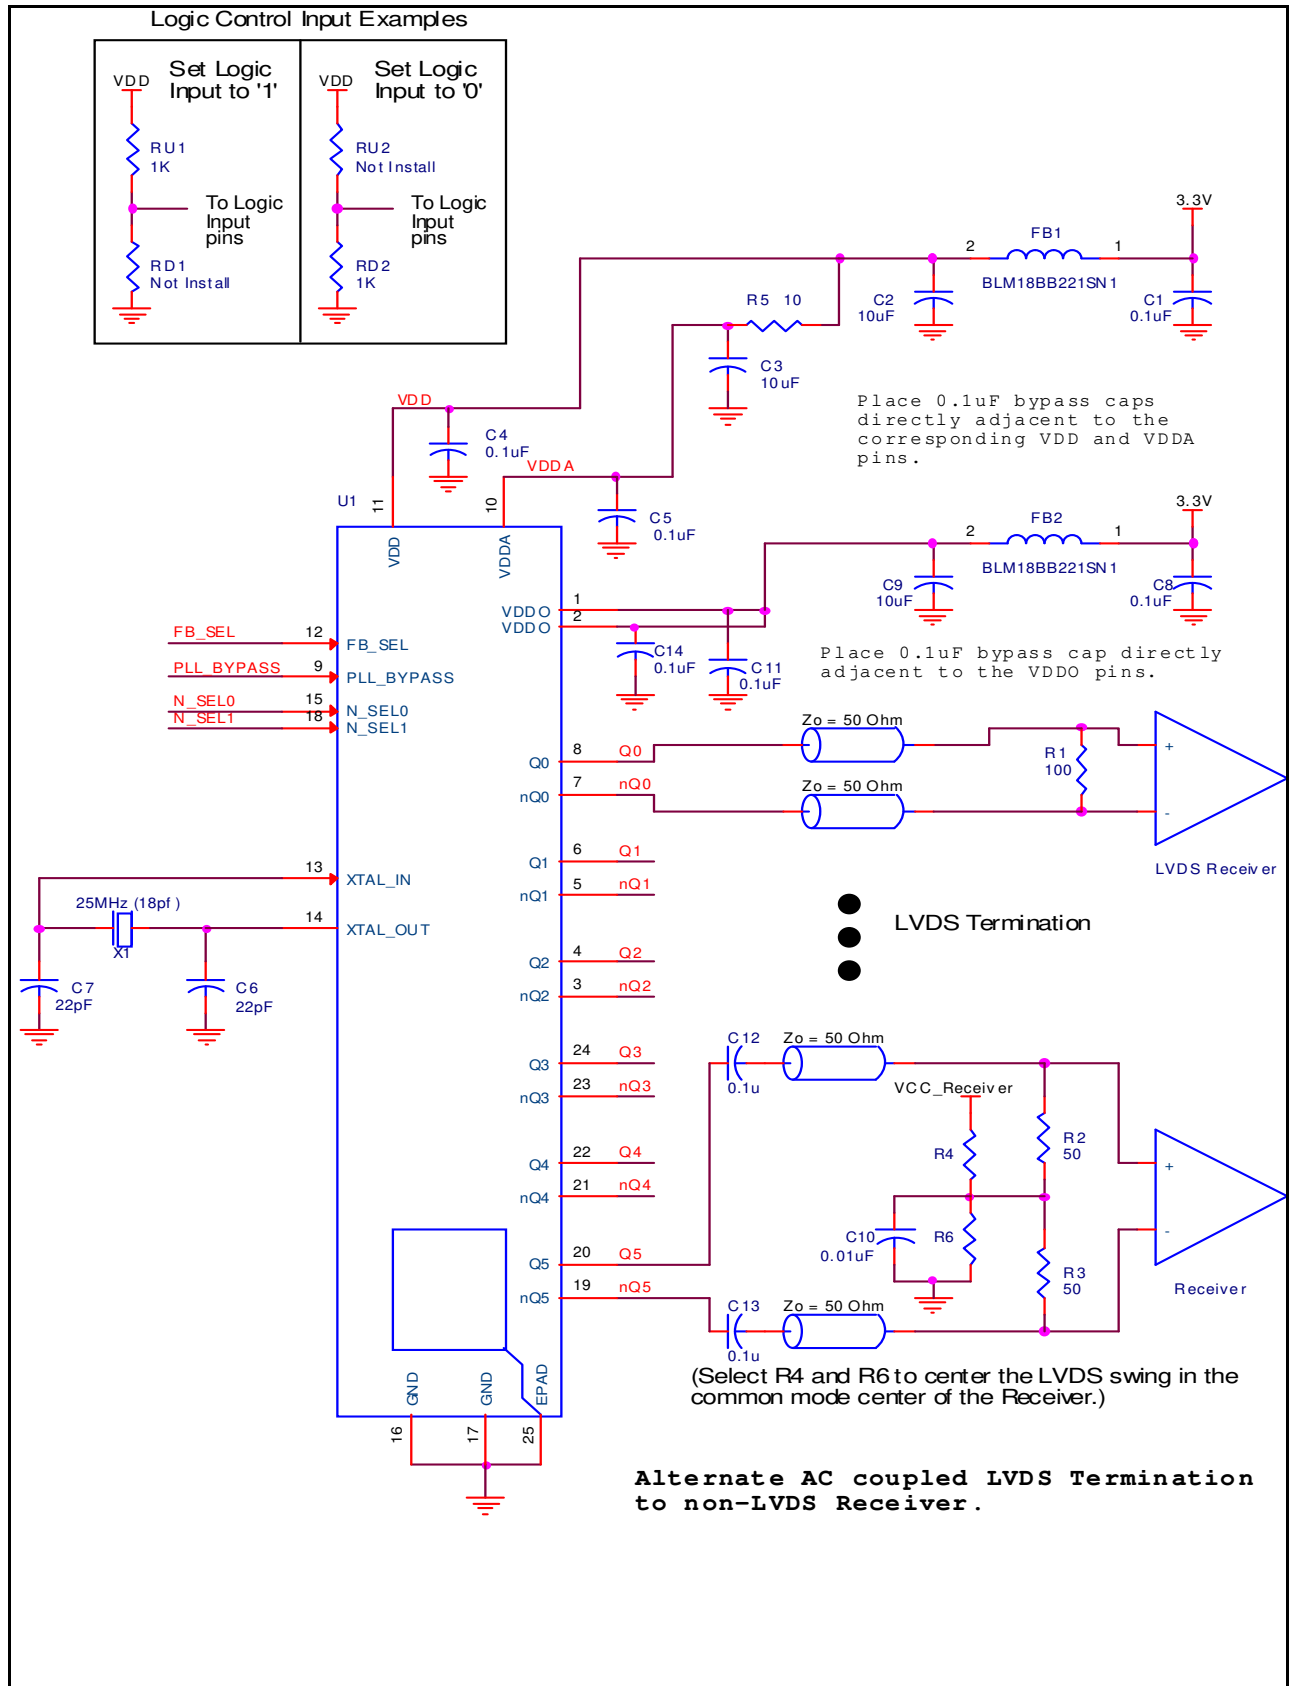 Logic Control Input Examples
Set Logic
Input to '1'
VDD
RU1
1K
To Logic
Input
pins
RD1
Not Install
Set Logic
Input to '0'
VDD
RU2
Not Install
To Logic
Input
pins
RD2
1K
3.3V
FB1
2
1
BLM18BB221SN1
C2
10uF
C1
0.1uF
R5 10
C3
10uF
Place 0.1uF bypass caps
directly adjacent to the
corresponding VDD and VDDA
pins.
VDD
C4
0.1uF
VDDA
C5
0.1uF
U1
11
10
VDD
VDDA
3.3V
FB2
2
1
BLM18BB221SN1
C9
10uF
C8
0.1uF
1
VDDO
2
VDDO
C14
0.1uF
C11
0.1uF
Place 0.1uF bypass cap directly
adjacent to the VDDO pins.
FB_SEL
12
FB_SEL
PLL_BYPASS
9
PLL_BYPASS
N_SEL0
15
N_SEL0
N_SEL1
18
N_SEL1
Q0
8
Q0
nQ0
7
nQ0
Zo = 50 Ohm
Zo = 50 Ohm
R1
100
+
-
LVDS Receiver
Q1
6
Q1
nQ1
5
nQ1
13
XTAL_IN
25MHz (18pf)
X1
14
XTAL_OUT
C7
22pF
C6
22pF
LVDS Termination
Q2
4
Q2
nQ2
3
nQ2
Q3
24
Q3
nQ3
23
nQ3
Q4
22
Q4
nQ4
21
nQ4
Q5
20
Q5
nQ5
19
nQ5
C12
0.1u
Zo = 50 Ohm
VCC_Receiver
R4
R2
50
C10
0.01uF
R6
R3
50
+
-
Receiver
C13
0.1u
Zo = 50 Ohm
GND
GND
EPAD
16
17
25
(Select R4 and R6 to center the LVDS swing in the
common mode center of the Receiver.)
Alternate AC coupled LVDS Termination
to non-LVDS Receiver.